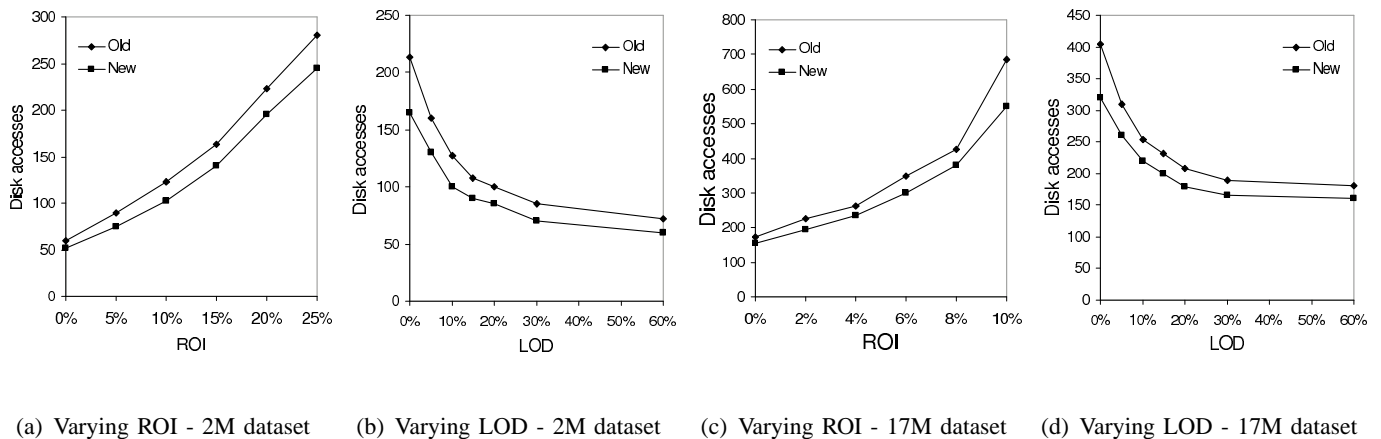 300
250
200
150
100
50
0
Disk accesses
Old
New
0% 5% 10% 15% 20% 25%
ROI
250
200
150
100
50
0
Disk accesses
Old
New
0% 10% 20% 30% 40% 50% 60%
LOD
800
700
600
500
400
300
200
100
0
Disk accesses
Old
New
0% 2% 4% 6% 8% 10%
ROI
450
400
350
300
250
200
150
100
50
0
Disk accesses
Old
New
0% 10% 20% 30% 40% 50% 60%
LOD
(a) Varying ROI - 2M dataset
(b) Varying LOD - 2M dataset
(c) Varying ROI - 17M dataset
(d) Varying LOD - 17M dataset